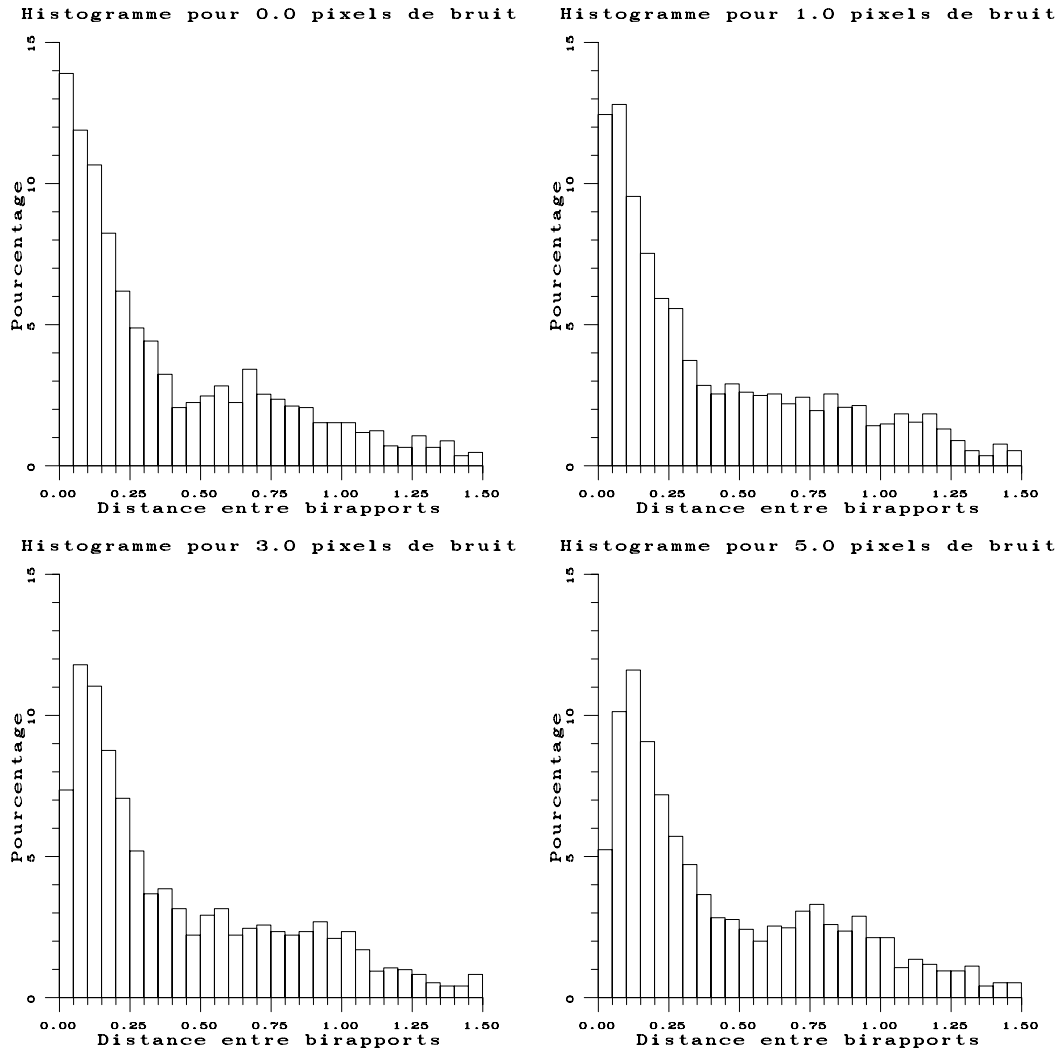 Histogramme pour 0.0 pixels de bruit
15
10
5
0
Pourcentage
0.00 0.25 0.50 0.75 1.00 1.25 1.50
Distance entre birapports
Histogramme pour 1.0 pixels de bruit
15
10
5
0
Pourcentage
0.00 0.25 0.50 0.75 1.00 1.25 1.50
Distance entre birapports
Histogramme pour 3.0 pixels de bruit
15
10
5
0
Pourcentage
0.00 0.25 0.50 0.75 1.00 1.25 1.50
Distance entre birapports
Histogramme pour 5.0 pixels de bruit
15
10
5
0
Pourcentage
0.00 0.25 0.50 0.75 1.00 1.25 1.50
Distance entre birapports